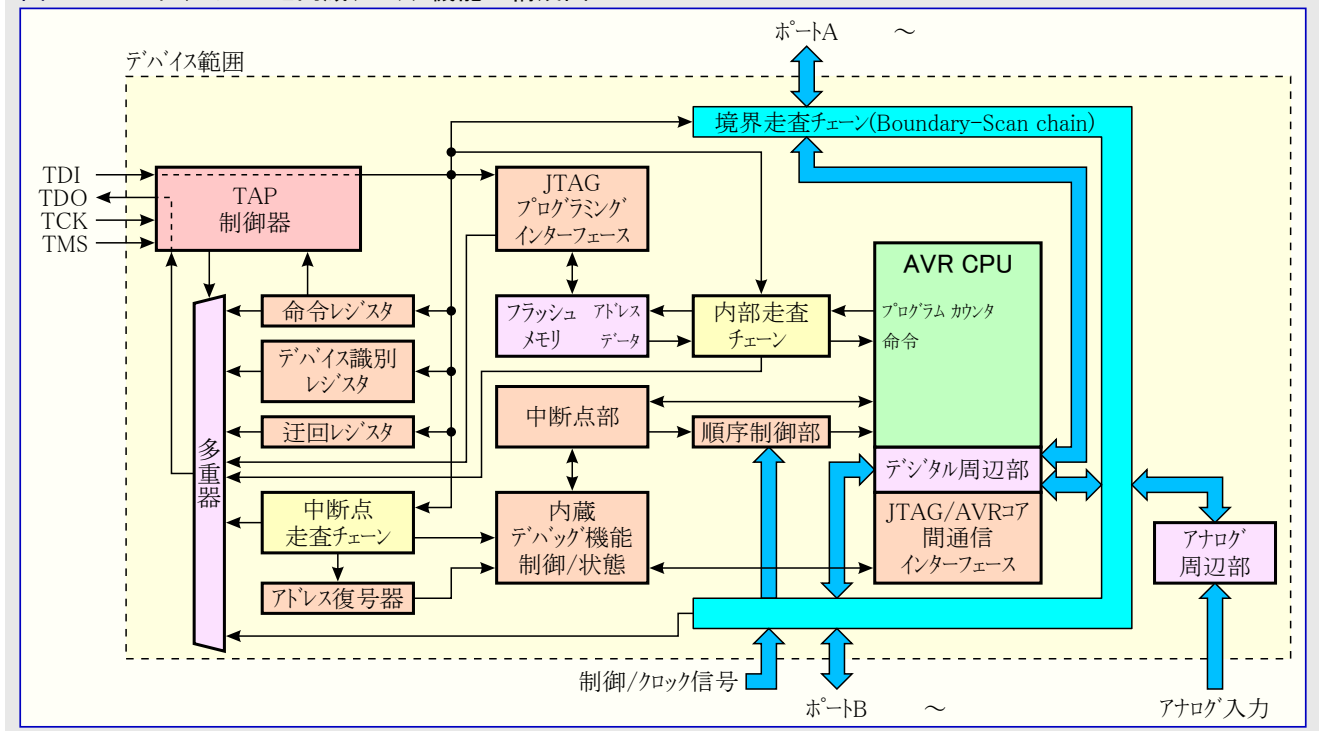 ポートA ～
デバイス範囲
境界走査チェーン(Boundary-Scan chain)
TDI
TDO
TCK
TMS
TAP
制御器
JTAG
プログラミング
インターフェース
AVR CPU
プログラム カウンタ
命令
命令レジスタ
フラッシュ
メモリ
アドレス
データ
内部走査
チェーン
デバイス識別
レジスタ
中断点部
順序制御部
迂回レジスタ
多重器
デジタル周辺部
中断点
走査チェーン
内蔵
デバッグ機能
制御/状態
JTAG/AVRコア
間通信
インターフェース
アナログ
周辺部
アドレス復号器
制御/クロック信号
ポートB ～
アナログ入力